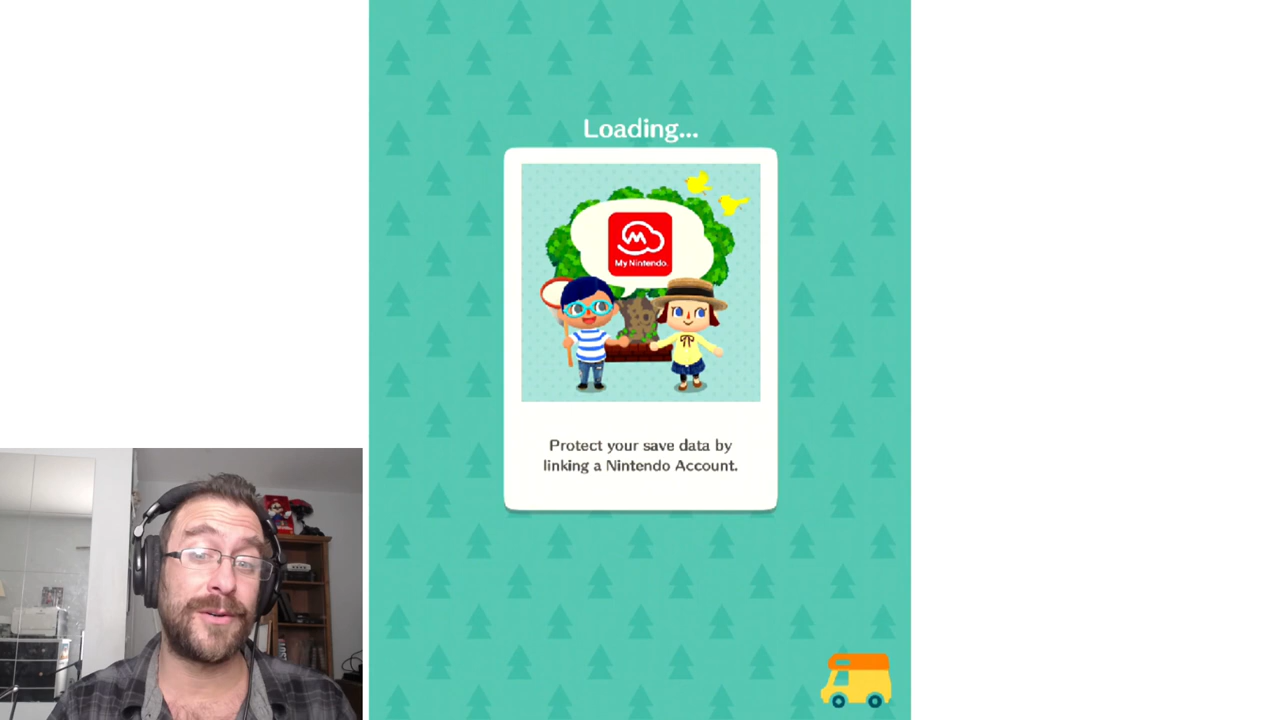 Loading...
My Nintendo.
Protect your save data by
linking a Nintendo Account.